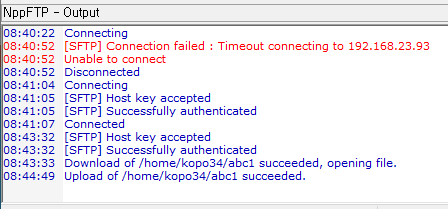 NppFTP - Output
08:40:22 Connecting
08:40:52 [SFTP] Connection failed : Timeout connecting to 192.168.23.93
08:40:52 Unable to connect
08:40:52 Disconnected
08:41:04 Connecting
08:41:05 [SFTP] Host key accepted
08:41:05 [SFTP] Successfully authenticated
08:41:07 Connected
08:43:32 [SFTP] Host key accepted
08:43:32 [SFTP] Successfully authenticated
08:43:33 Download of /home/kopo34/abc1 succeeded, opening file.
08:44:49 Upload of /home/kopo34/abc1 succeeded.